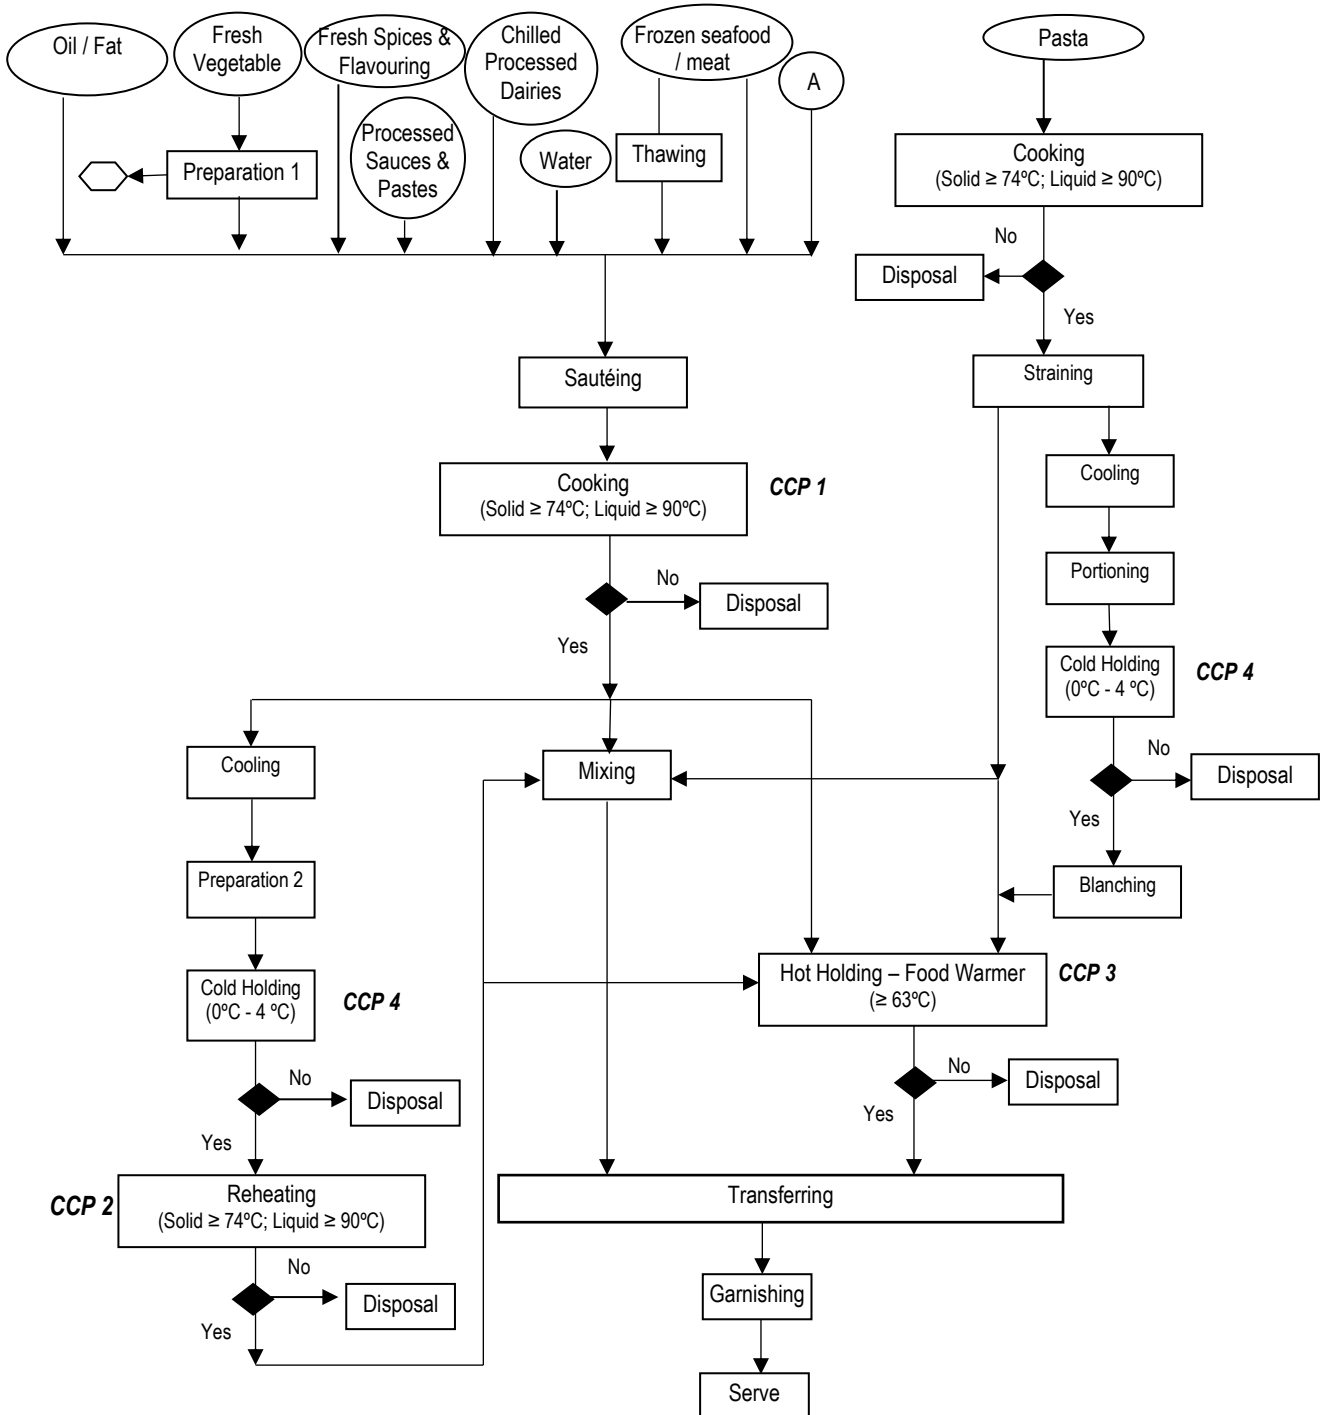 Oil / Fat
Fresh
Vegetable
Fresh Spices &
Flavouring
Chilled
Processed
Dairies
Frozen seafood
/ meat
A
Pasta
Processed
Sauces &
Pastes
Water
Thawing
Preparation 1
Cooking
(Solid ≥ 74ºC; Liquid ≥ 90ºC)
No
Disposal
Yes
Straining
Sautéing
Cooling
Cooking
(Solid ≥ 74ºC; Liquid ≥ 90ºC)
CCP 1
Portioning
No
Disposal
Yes
Cold Holding
(0ºC - 4 ºC)
CCP 4
Cooling
Mixing
No
Disposal
Yes
Preparation 2
Blanching
Cold Holding
(0ºC - 4 ºC)
CCP 4
Hot Holding – Food Warmer
(≥ 63ºC)
CCP 3
No
Disposal
Yes
No
Disposal
Yes
CCP 2
Reheating
(Solid ≥ 74ºC; Liquid ≥ 90ºC)
Transferring
No
Disposal
Yes
Garnishing
Serve